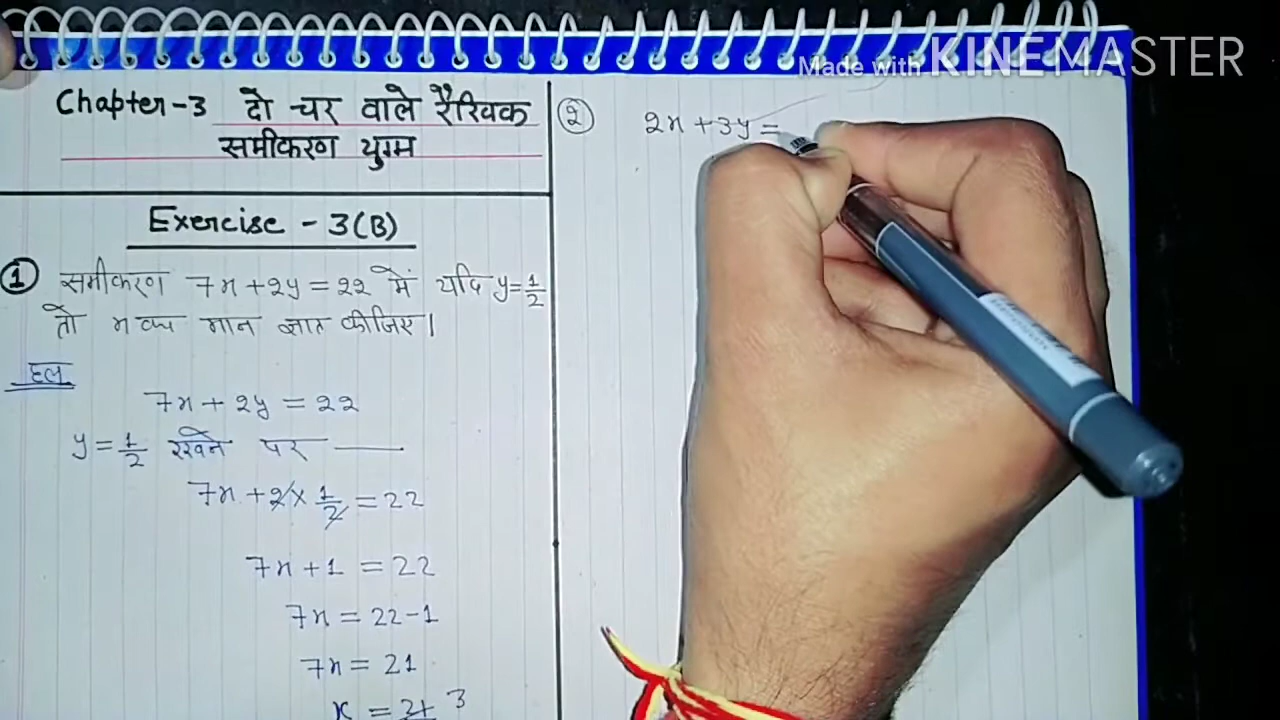 Made with KINEMASTER
Chapter-3 दो चर वाले रैखिक
समीकरण युग्म
Exercise - 3(B)
① समीकरण 7x+2y=22 में यदि y=1/2
तो x का मान ज्ञात कीजिए।
हल
7x + 2y = 22
y = 1/2 रखने पर
7x + 2 × 1/2 = 22
7x + 1 = 22
7x = 22-1
7x = 21
x = 21 3
② 2x + 3y =